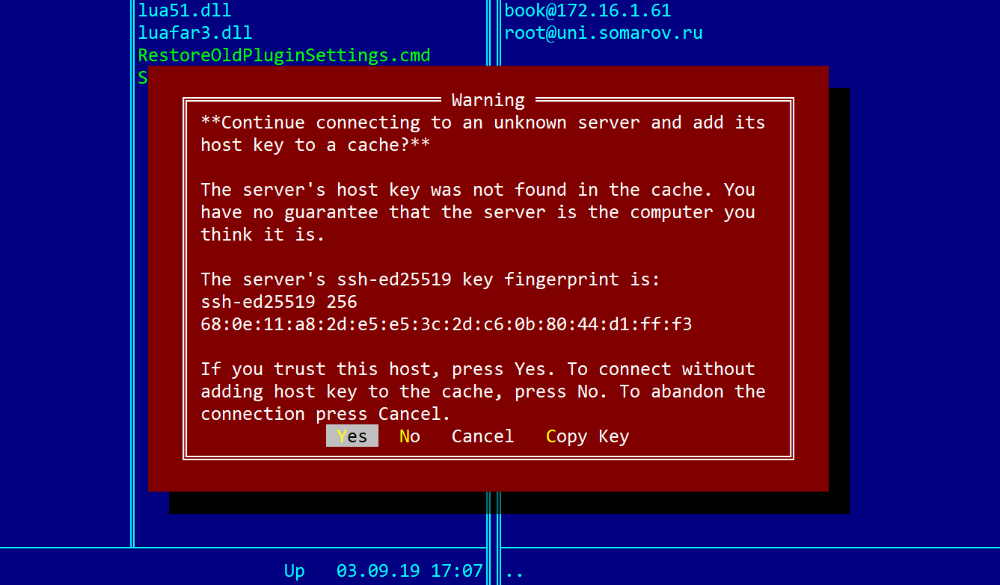 lua51.dll
luafar3.dll
RestoreOldPluginSettings.cmd
S
book@172.16.1.61
root@uni.somarov.ru
Warning
**Continue connecting to an unknown server and add its
host key to a cache?**
The server's host key was not found in the cache. You
have no guarantee that the server is the computer you
think it is.
The server's ssh-ed25519 key fingerprint is:
ssh-ed25519 256
68:0e:11:a8:2d:e5:e5:3c:2d:c6:0b:80:44:d1:ff:f3
If you trust this host, press Yes. To connect without
adding host key to the cache, press No. To abandon the
connection press Cancel.
Yes No Cancel Copy Key
Up 03.09.19 17:07 ..